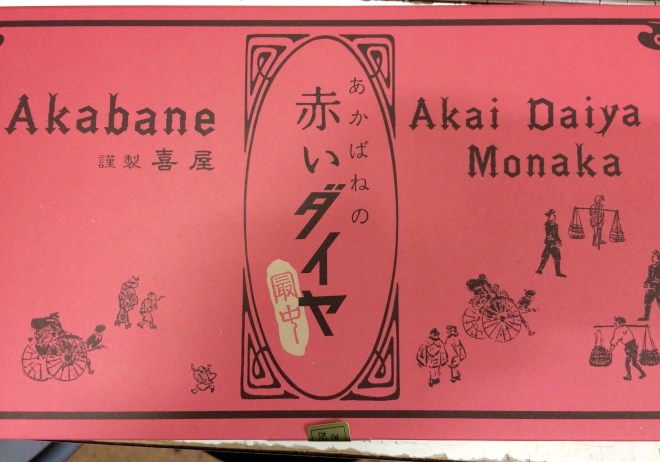 Akabane
謹製 喜屋
あかばねの
赤いダイヤ
最中
Akai Daiya
Monaka